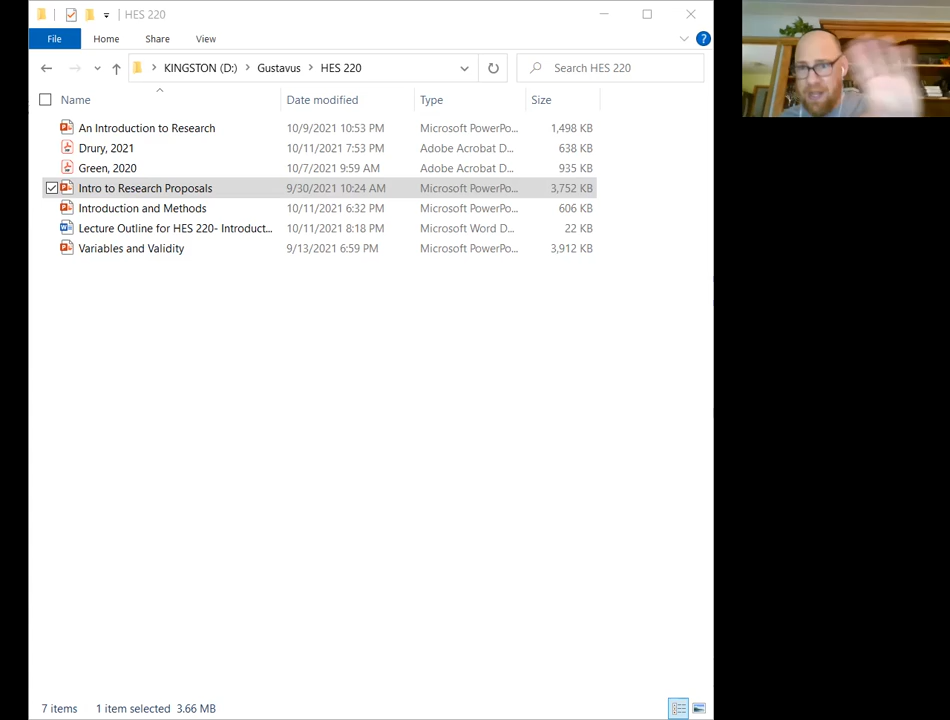 HES 220
File Home Share View
KINGSTON (D:) Gustavus HES 220 Search HES 220
Name Date modified Type Size
An Introduction to Research 10/9/2021 10:53 PM Microsoft PowerPo... 1,498 KB
Drury, 2021 10/11/2021 7:53 PM Adobe Acrobat D... 638 KB
Green, 2020 10/7/2021 9:59 AM Adobe Acrobat D... 935 KB
Intro to Research Proposals 9/30/2021 10:24 AM Microsoft PowerPo... 3,752 KB
Introduction and Methods 10/11/2021 6:32 PM Microsoft PowerPo... 606 KB
Lecture Outline for HES 220- Introduct... 10/11/2021 8:18 PM Microsoft Word D... 22 KB
Variables and Validity 9/13/2021 6:59 PM Microsoft PowerPo... 3,912 KB
7 items 1 item selected 3.66 MB